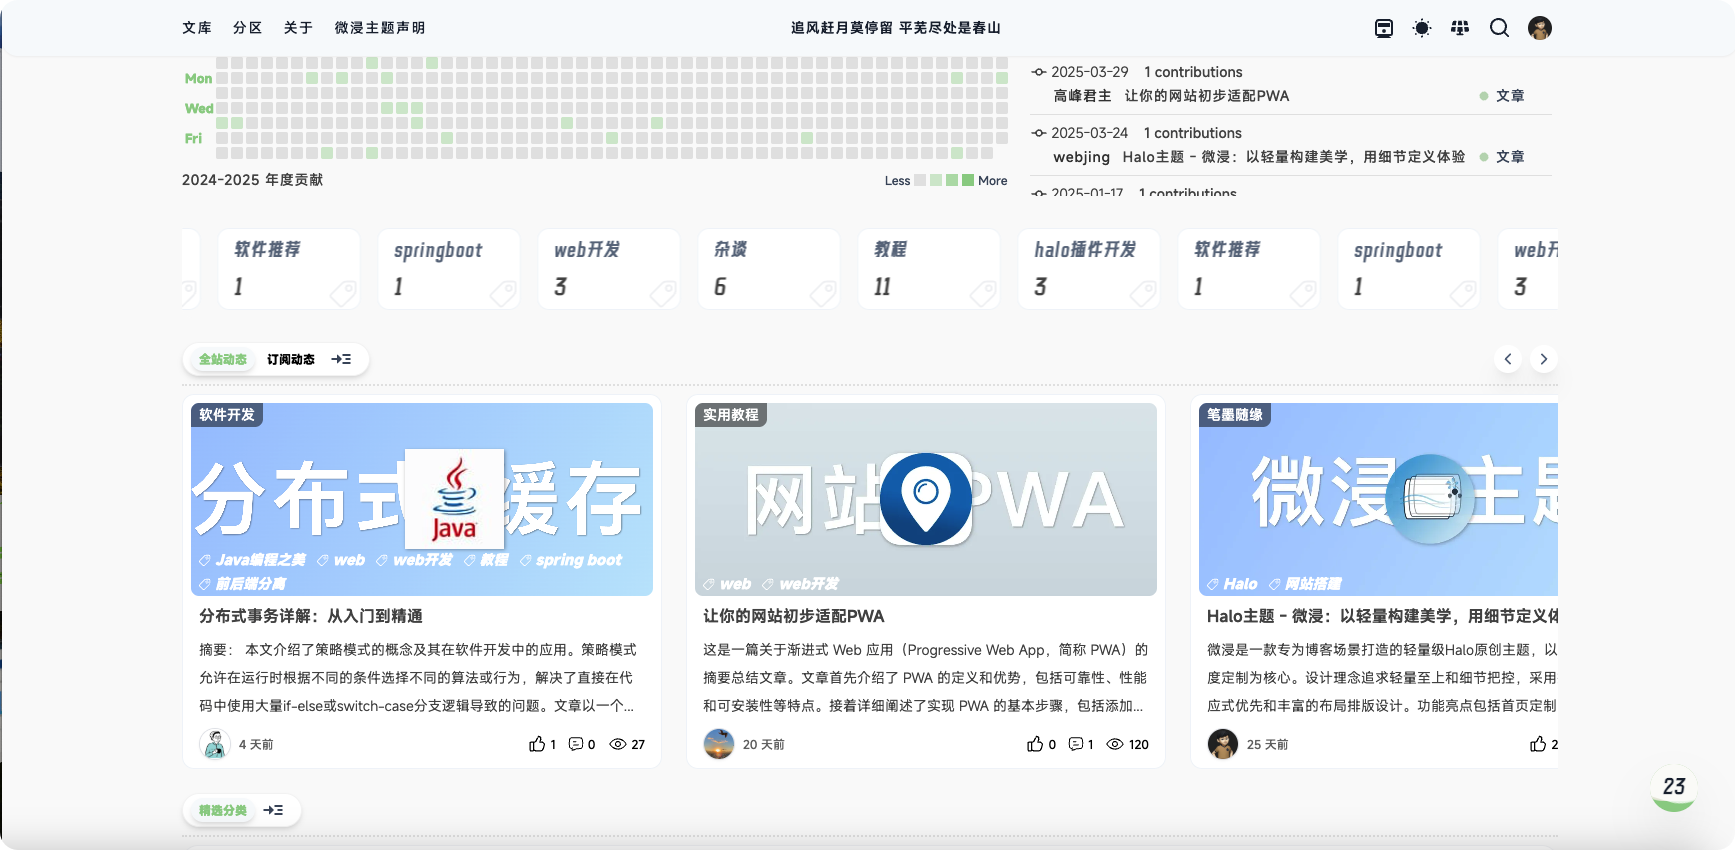 文库 分区 关于 微浸主题声明 追风赶月莫停留 平芜尽处是春山
Mon
Wed
Fri
2024-2025 年度贡献 Less More
2025-03-29 1 contributions
高峰君主 让你的网站初步适配PWA 文章
2025-03-24 1 contributions
webjing Halo主题 - 微浸：以轻量构建美学，用细节定义体验 文章
2025-01-17 1 contributions
软件推荐 springboot web开发 杂谈 教程 halo插件开发 软件推荐 springboot web开
1 1 3 6 11 3 1 1 3
全站动态 订阅动态
软件开发
分布式 缓存
Java
Java编程之美 web web开发 教程 spring boot
前后端分离
分布式事务详解：从入门到精通
摘要： 本文介绍了策略模式的概念及其在软件开发中的应用。策略模式
允许在运行时根据不同的条件选择不同的算法或行为，解决了直接在代
码中使用大量if-else或switch-case分支逻辑导致的问题。文章以一个...
4 天前 1 0 27
实用教程
网站 PWA
web web开发
让你的网站初步适配PWA
这是一篇关于渐进式 Web 应用（Progressive Web App，简称 PWA）的
摘要总结文章。文章首先介绍了 PWA 的定义和优势，包括可靠性、性能
和可安装性等特点。接着详细阐述了实现 PWA 的基本步骤，包括添加...
20 天前 0 1 120
笔墨随缘
微浸 主题
Halo 网站搭建
Halo主题 - 微浸：以轻量构建美学，用细节定义体
微浸是一款专为博客场景打造的轻量级Halo原创主题，以
度定制为核心。设计理念追求轻量至上和细节把控，采用
应式优先和丰富的布局排版设计。功能亮点包括首页定制
25 天前 2
精选分类
23